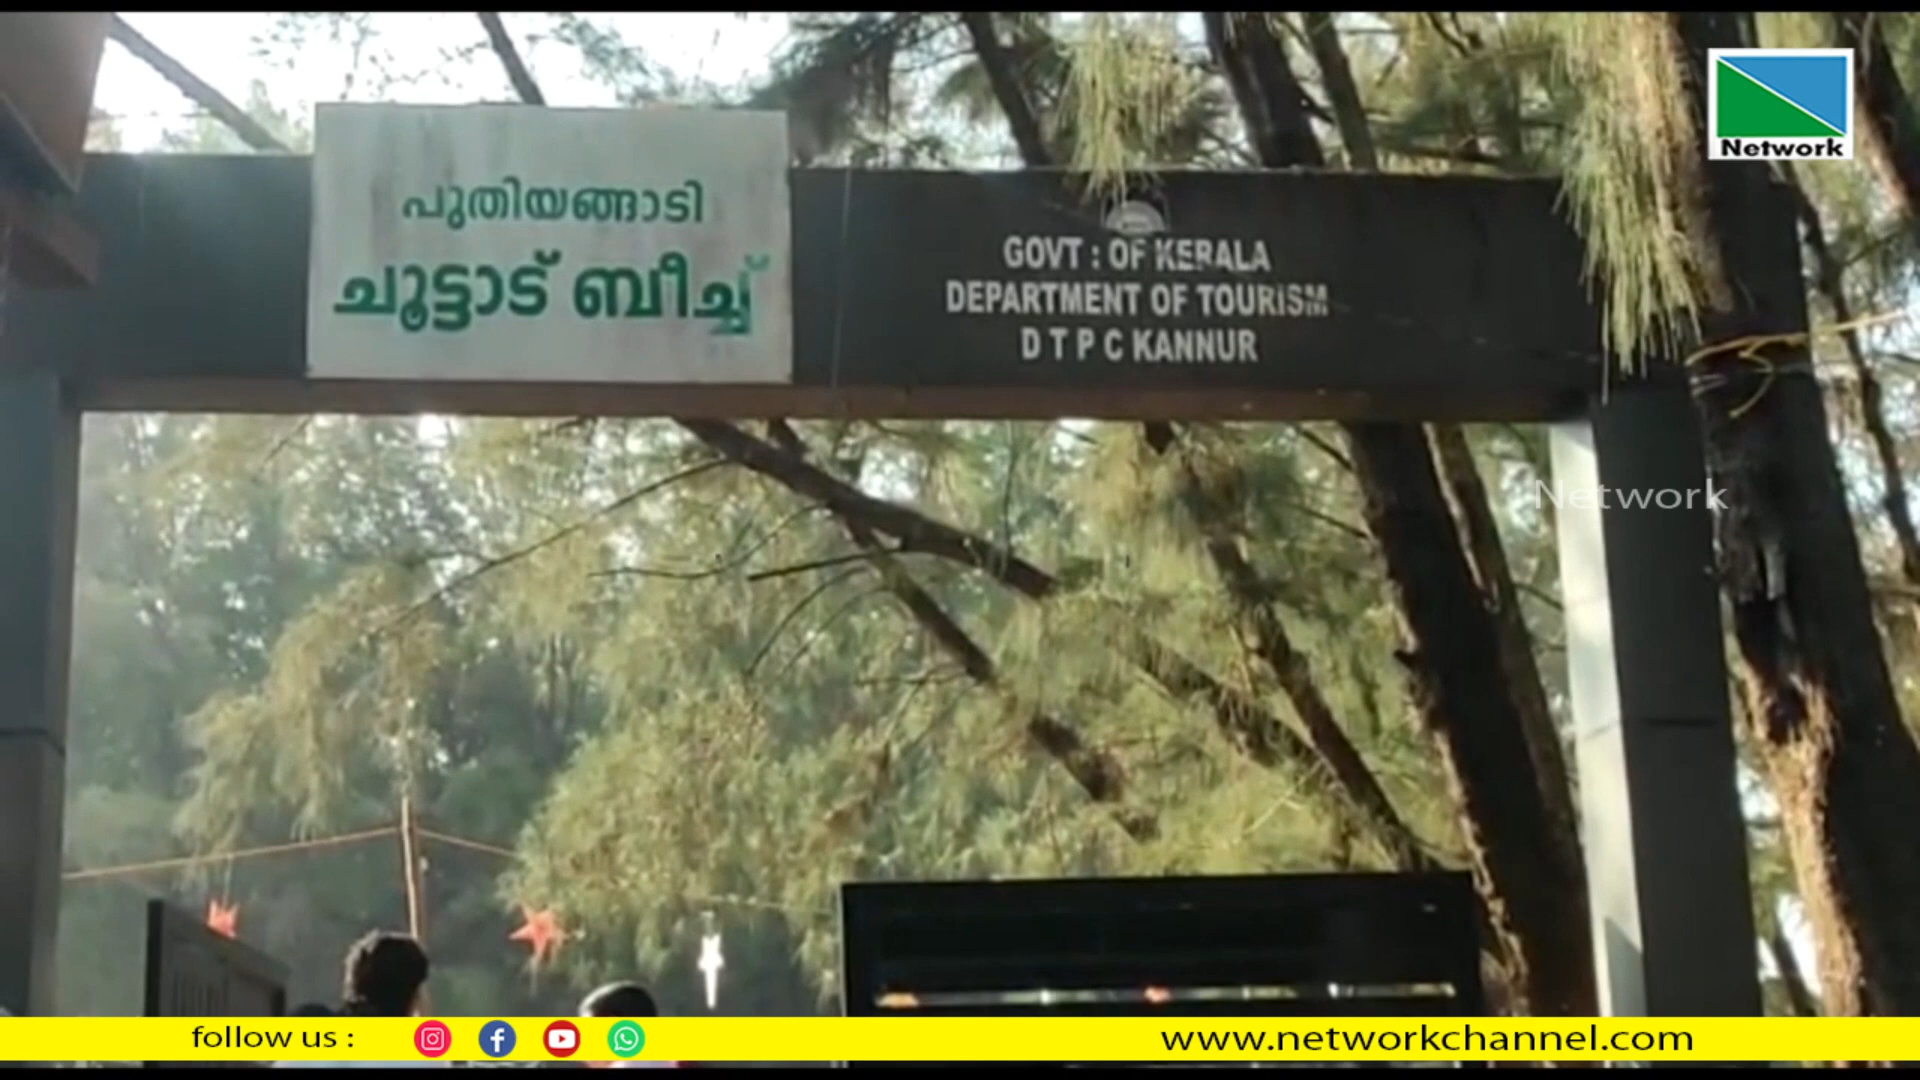 Network
പുതിയങ്ങാടി
ചൂട്ടാട് ബീച്ച്
GOVT : OF KERALA
DEPARTMENT OF TOURISM
D T P C KANNUR
Network
follow us :
www.networkchannel.com